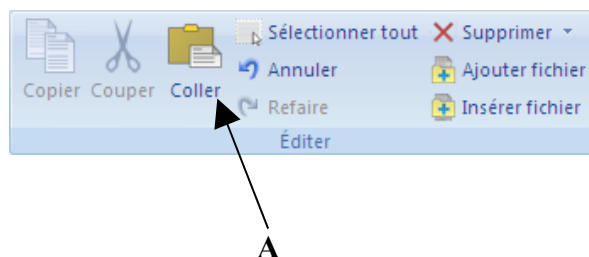 Copier Couper Coller
Sélectionner tout
Annuler
Refaire
Supprimer
Ajouter fichier
Insérer fichier
Éditer
A